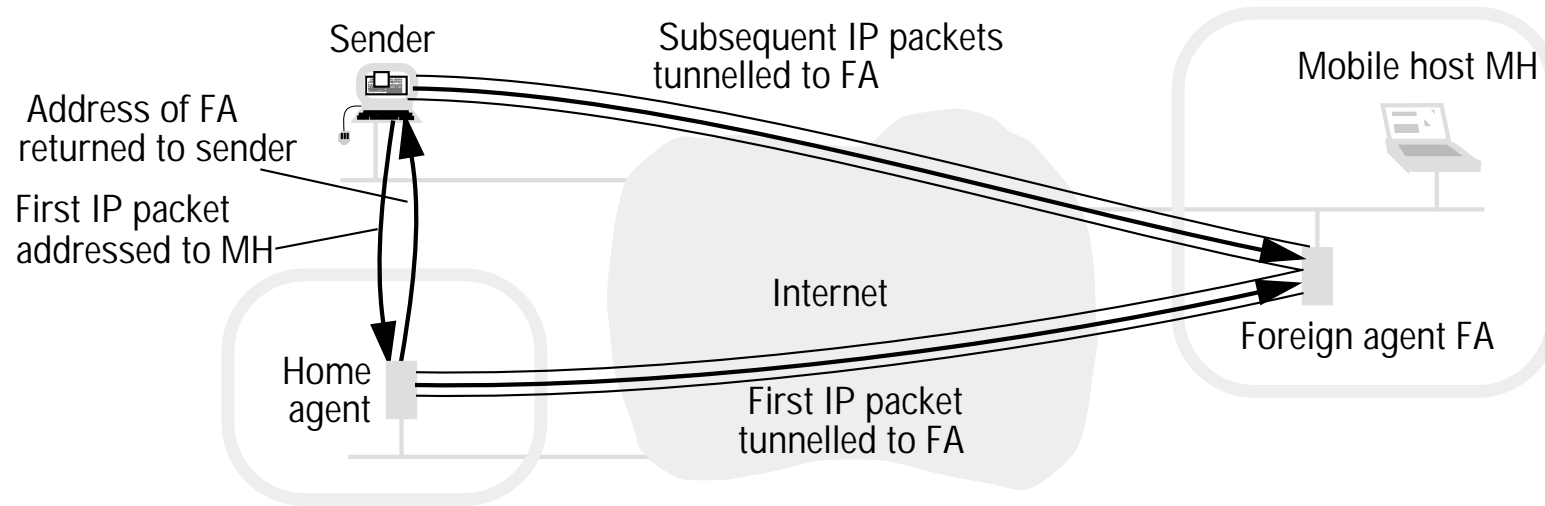 Sender
Subsequent IP packets
tunnelled to FA
Mobile host MH
Address of FA
returned to sender
First IP packet
addressed to MH
Internet
Foreign agent FA
Home
agent
First IP packet
tunnelled to FA